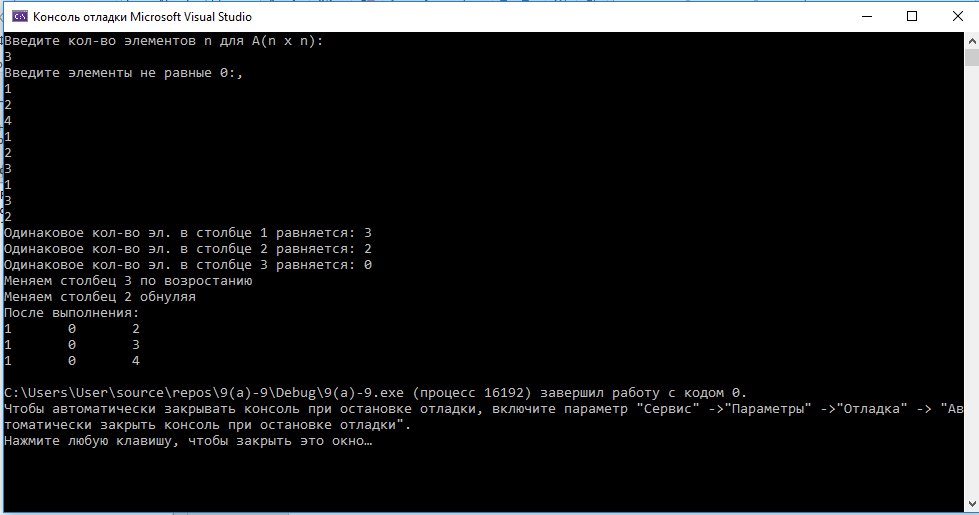 Консоль отладки Microsoft Visual Studio
Введите кол-во элементов n для A(n x n):
3
Введите элементы не равные 0:,
1
2
4
1
2
3
1
3
2
Одинаковое кол-во эл. в столбце 1 равняется: 3
Одинаковое кол-во эл. в столбце 2 равняется: 2
Одинаковое кол-во эл. в столбце 3 равняется: 0
Меняем столбец 3 по возростанию
Меняем столбец 2 обнуляя
После выполнения:
1 0 2
1 0 3
1 0 4
C:\Users\User\source\repos\9(a)-9\Debug\9(a)-9.exe (процесс 16192) завершил работу с кодом 0.
Чтобы автоматически закрывать консоль при остановке отладки, включите параметр "Сервис" ->"Параметры" ->"Отладка" -> "Ав
томатически закрыть консоль при остановке отладки".
Нажмите любую клавишу, чтобы закрыть это окно…